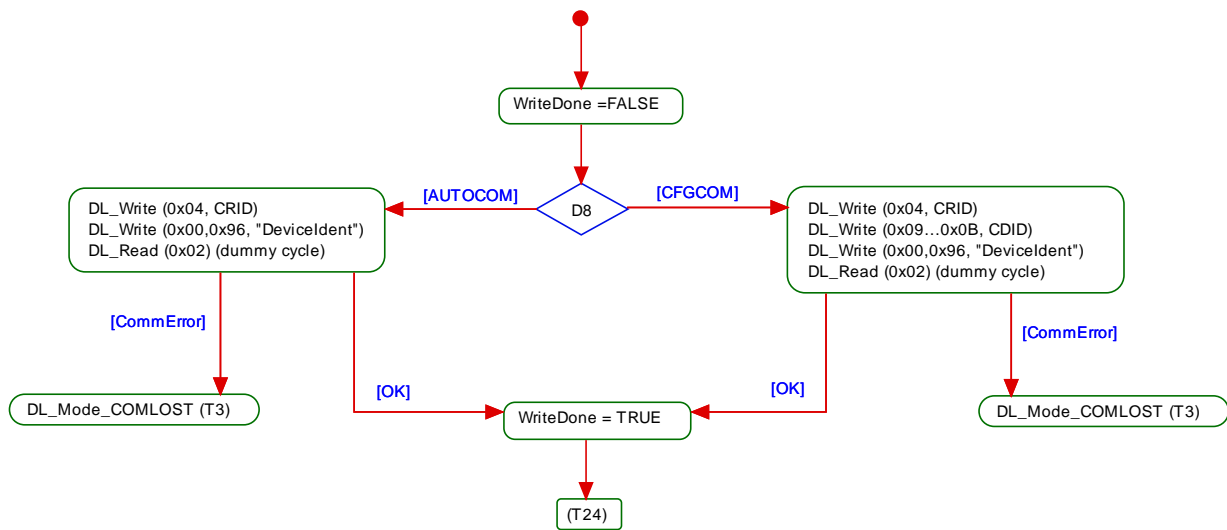 WriteDone =FALSE
[AUTOCOM]
D8
[CFGCOM]
DL_Write (0x04, CRID)
DL_Write (0x00,0x96, "DeviceIdent")
DL_Read (0x02) (dummy cycle)
DL_Write (0x04, CRID)
DL_Write (0x09...0x0B, CDID)
DL_Write (0x00,0x96, "DeviceIdent")
DL_Read (0x02) (dummy cycle)
[CommError]
[OK]
[OK]
[CommError]
DL_Mode_COMLOST (T3)
WriteDone = TRUE
DL_Mode_COMLOST (T3)
(T24)